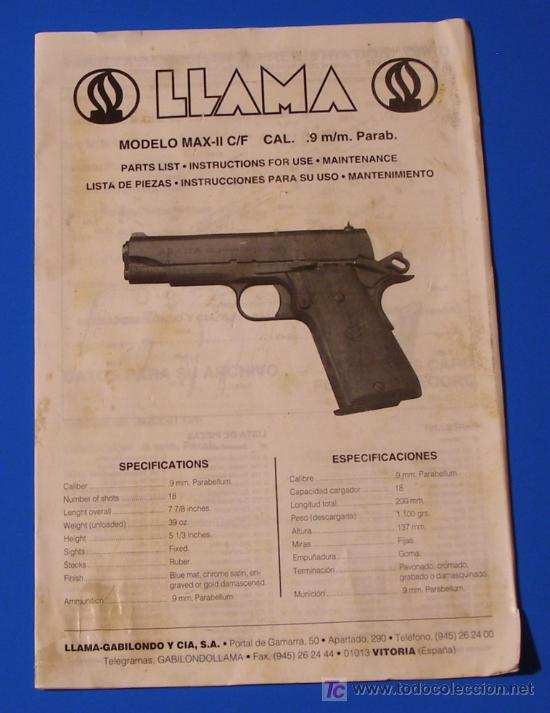 LLAMA
MODELO MAX-II C/F CAL. .9 m/m. Parab.
PARTS LIST • INSTRUCTIONS FOR USE • MAINTENANCE
LISTA DE PIEZAS • INSTRUCCIONES PARA SU USO • MANTENIMIENTO
SPECIFICATIONS
Caliber ........ 9 mm. Parabellum.
Number of shots ........ 18
Lenght overall ........ 7 7/8 inches.
Weight (unloaded) ........ 39 oz.
Height ........ 5 1/3 inches.
Sights ........ Fixed.
Stocks ........ Ruber.
Finish ........ Blue mat, chrome satin, en-
graved or gold damascened.
Ammunition ........ 9 mm. Parabellum.
ESPECIFICACIONES
Calibre ........ 9 mm. Parabellum.
Capacidad cargador ........ 18
Longitud total ........ 200 mm.
Peso (descargada) ........ 1.100 grs.
Altura ........ 137 mm.
Miras ........ Fijas.
Empuñadura ........ Goma.
Terminación ........ Pavonado, crómado,
grabado o damasquinado.
Munición ........ 9 mm. Parabellum.
LLAMA-GABILONDO Y CIA, S.A. • Portal de Gamarra, 50 • Apartado, 290 • Teléfono, (945) 26 24 00
Telegramas, GABILONDOLLAMA • Fax, (945) 26 24 44 • 01013 VITORIA (España)
TC www.todocoleccion.net